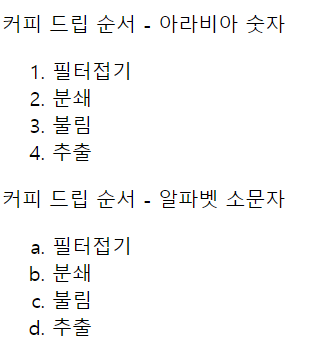 커피 드립 순서 - 아라비아 숫자
1. 필터접기
2. 분쇄
3. 불림
4. 추출
커피 드립 순서 - 알파벳 소문자
a. 필터접기
b. 분쇄
c. 불림
d. 추출